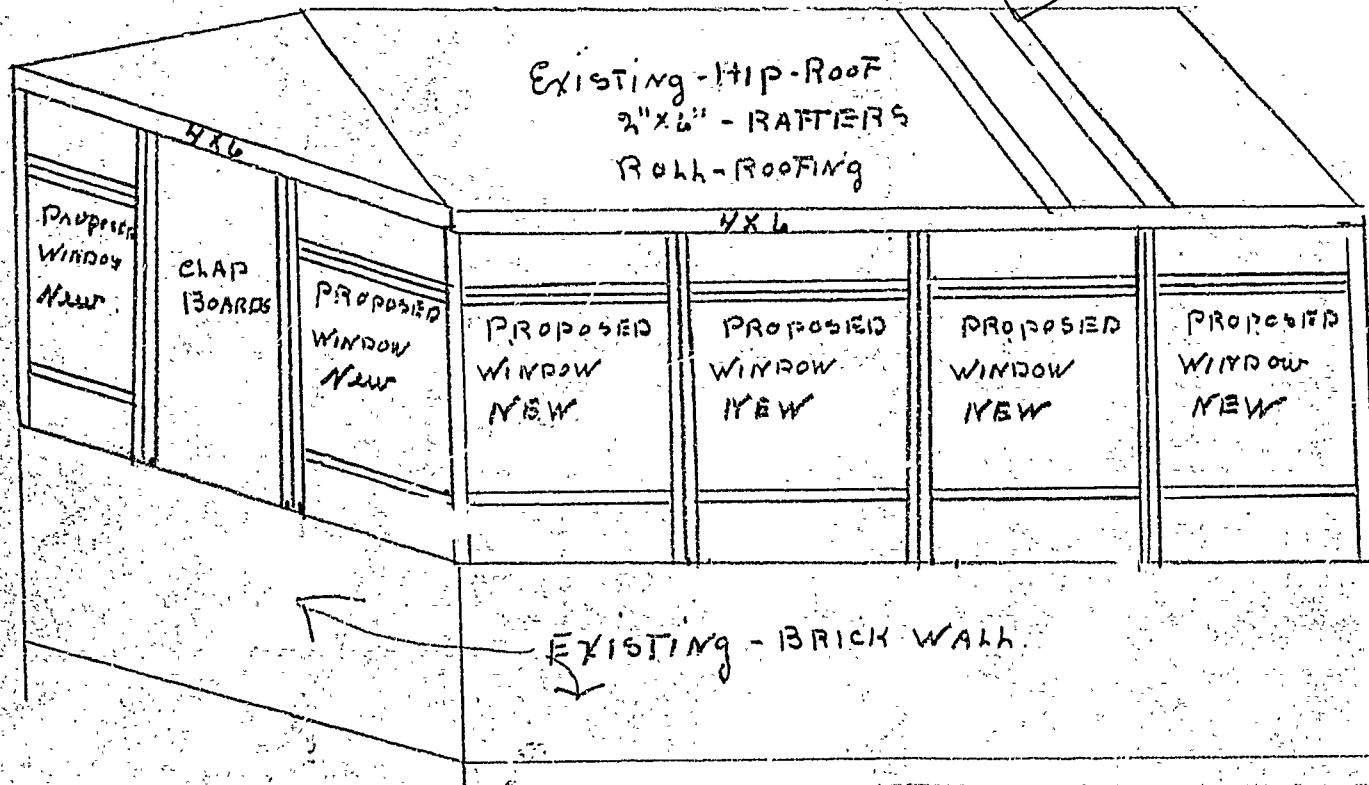 Existing-Hip-Roof
2"x6" - RAFTERS
ROLL-ROOFING
4x6
4x6
PROPOSED
WINDOW
New
CLAP
BOARDS
PROPOSED
WINDOW
New
PROPOSED
WINDOW
NEW
PROPOSED
WINDOW
NEW
PROPOSED
WINDOW
NEW
PROPOSED
WINDOW
NEW
EXISTING - BRICK WALL